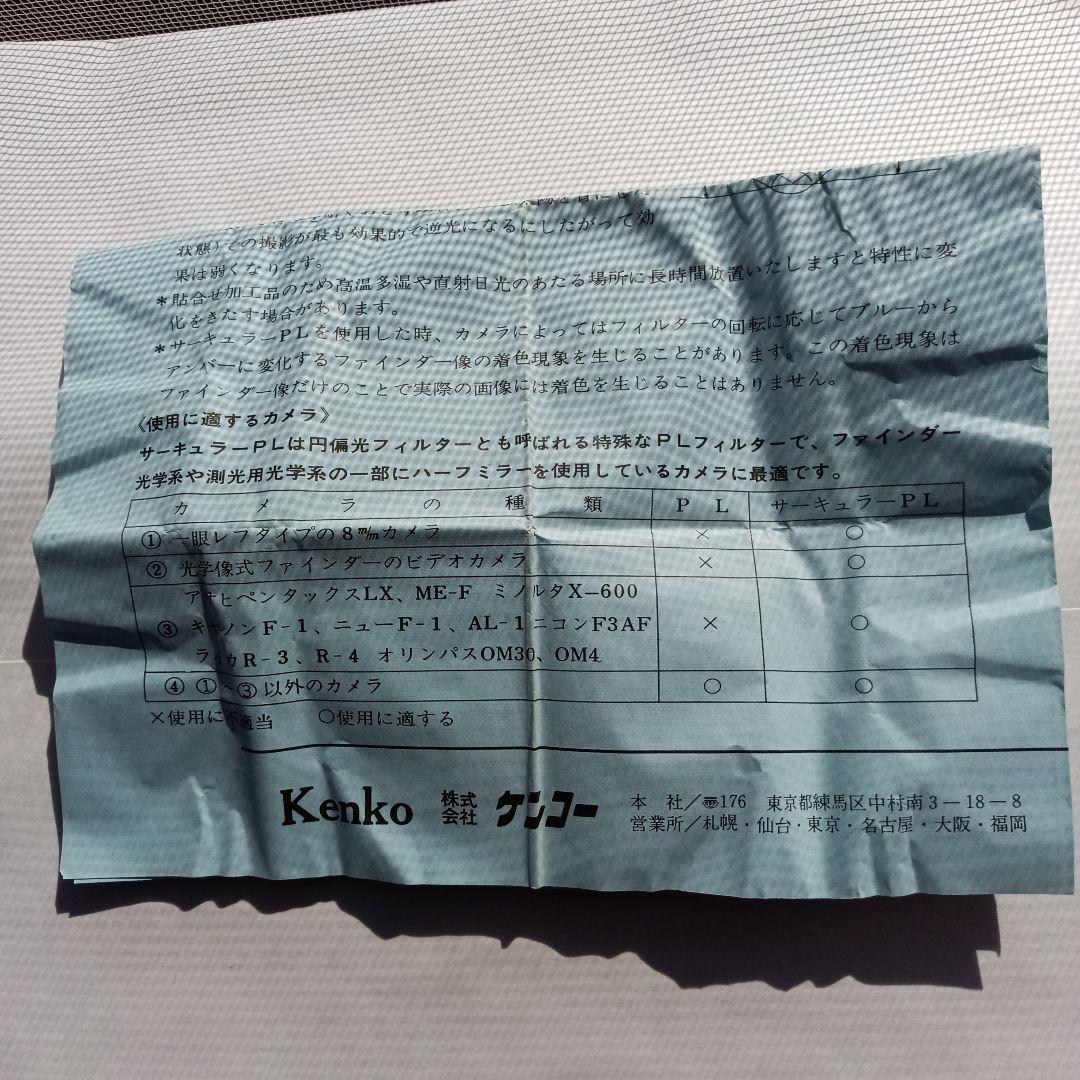 状態)での撮影が最も効果的で逆光になるにしたがって効
果は弱くなります。
*貼合せ加工品のため高温多湿や直射日光のあたる場所に長時間放置いたしますと特性に変
化をきたす場合があります。
*サーキュラーPLを使用した時、カメラによってはフィルターの回転に応じてブルーから
アンバーに変化するファインダー像の着色現象を生じることがあります。この着色現象は
ファインダー像だけのことで実際の画像には着色を生じることはありません。
《使用に適するカメラ》
サーキュラーPLは円偏光フィルターとも呼ばれる特殊なPLフィルターで、ファインダー
光学系や測光用光学系の一部にハーフミラーを使用しているカメラに最適です。
カメラの種類 PL サーキュラーPL
① 一眼レフタイプの8m/mカメラ × ○
② 光学像式ファインダーのビデオカメラ × ○
アサヒペンタックスLX、ME-F ミノルタX-600
③ キヤノンF-1、ニューF-1、AL-1ニコンF3AF × ○
ライカR-3、R-4 オリンパスOM30、OM4
④ ①~③以外のカメラ ○ ○
×使用に不適当 ○使用に適する
Kenko 株式会社 ケンコー
本 社/〠176 東京都練馬区中村南3-18-8
営業所/札幌・仙台・東京・名古屋・大阪・福岡